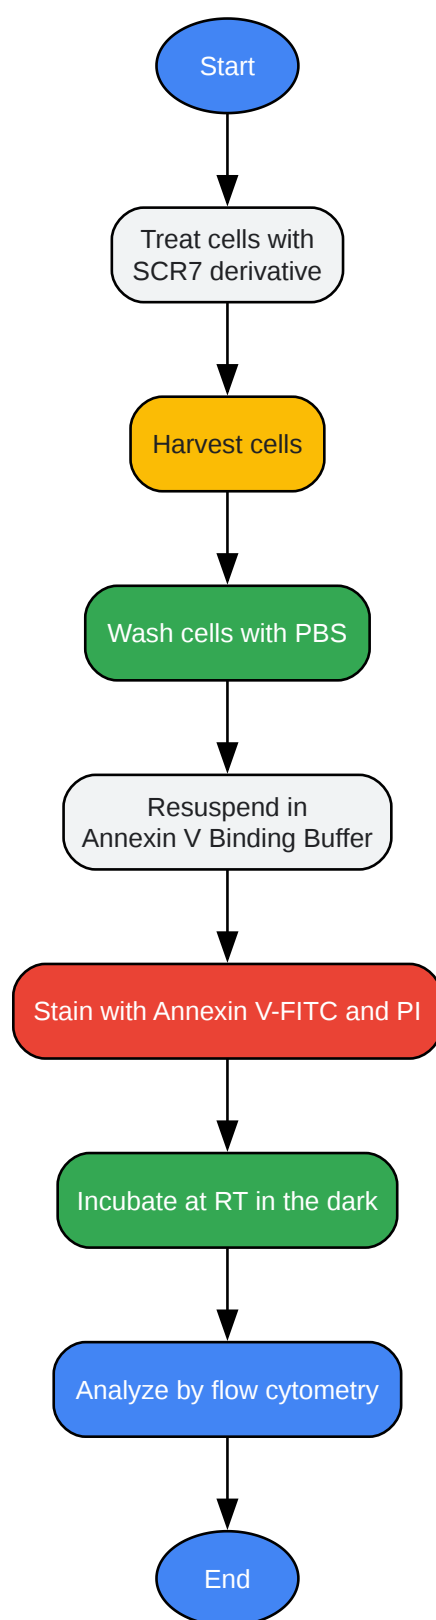 Start
Treat cells with
SCR7 derivative
Harvest cells
Wash cells with PBS
Resuspend in
Annexin V Binding Buffer
Stain with Annexin V-FITC and PI
Incubate at RT in the dark
Analyze by flow cytometry
End